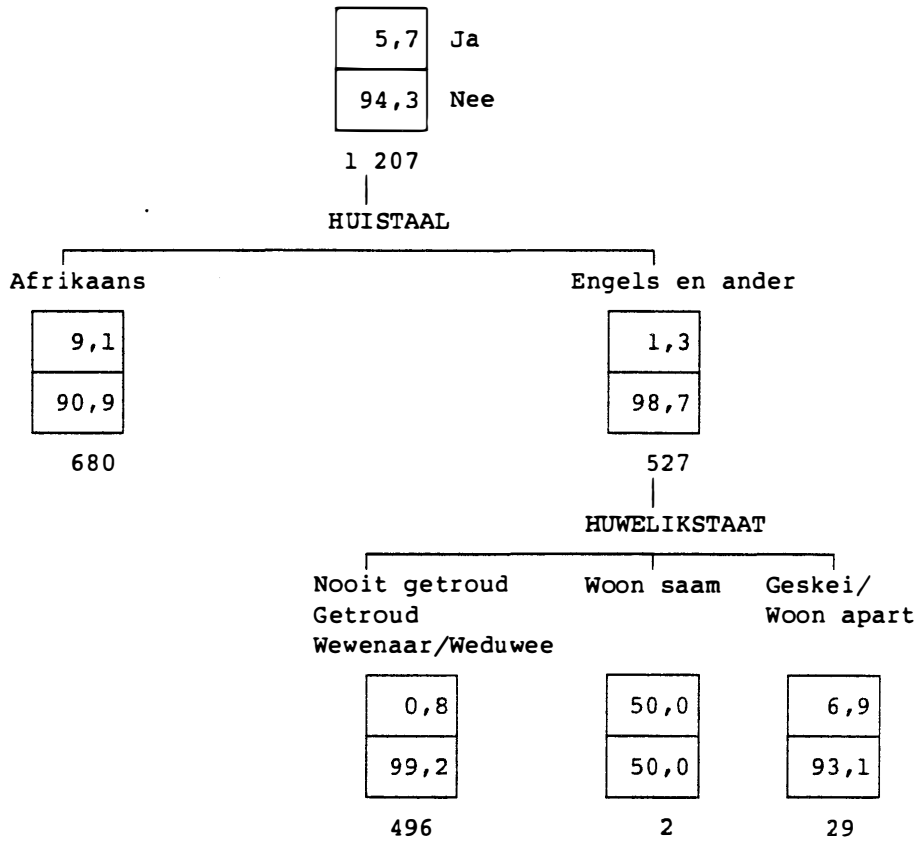 5,7 Ja
94,3 Nee
1 207
HUISTAAL
Afrikaans Engels en ander
9,1 1,3
90,9 98,7
680 527
HUWELIKSTAAT
Nooit getroud Woon saam Geskei/
Getroud Woon apart
Wewenaar/Weduwee
0,8 50,0 6,9
99,2 50,0 93,1
496 2 29